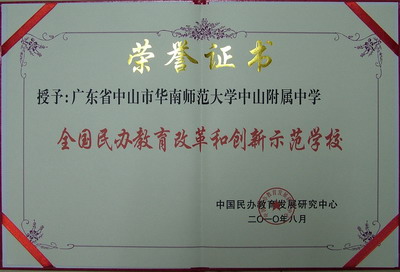 荣誉证书
授予:广东省中山市华南师范大学中山附属中学
全国民办教育改革和创新示范学校
中国民办教育发展研究中心
二〇一〇年八月